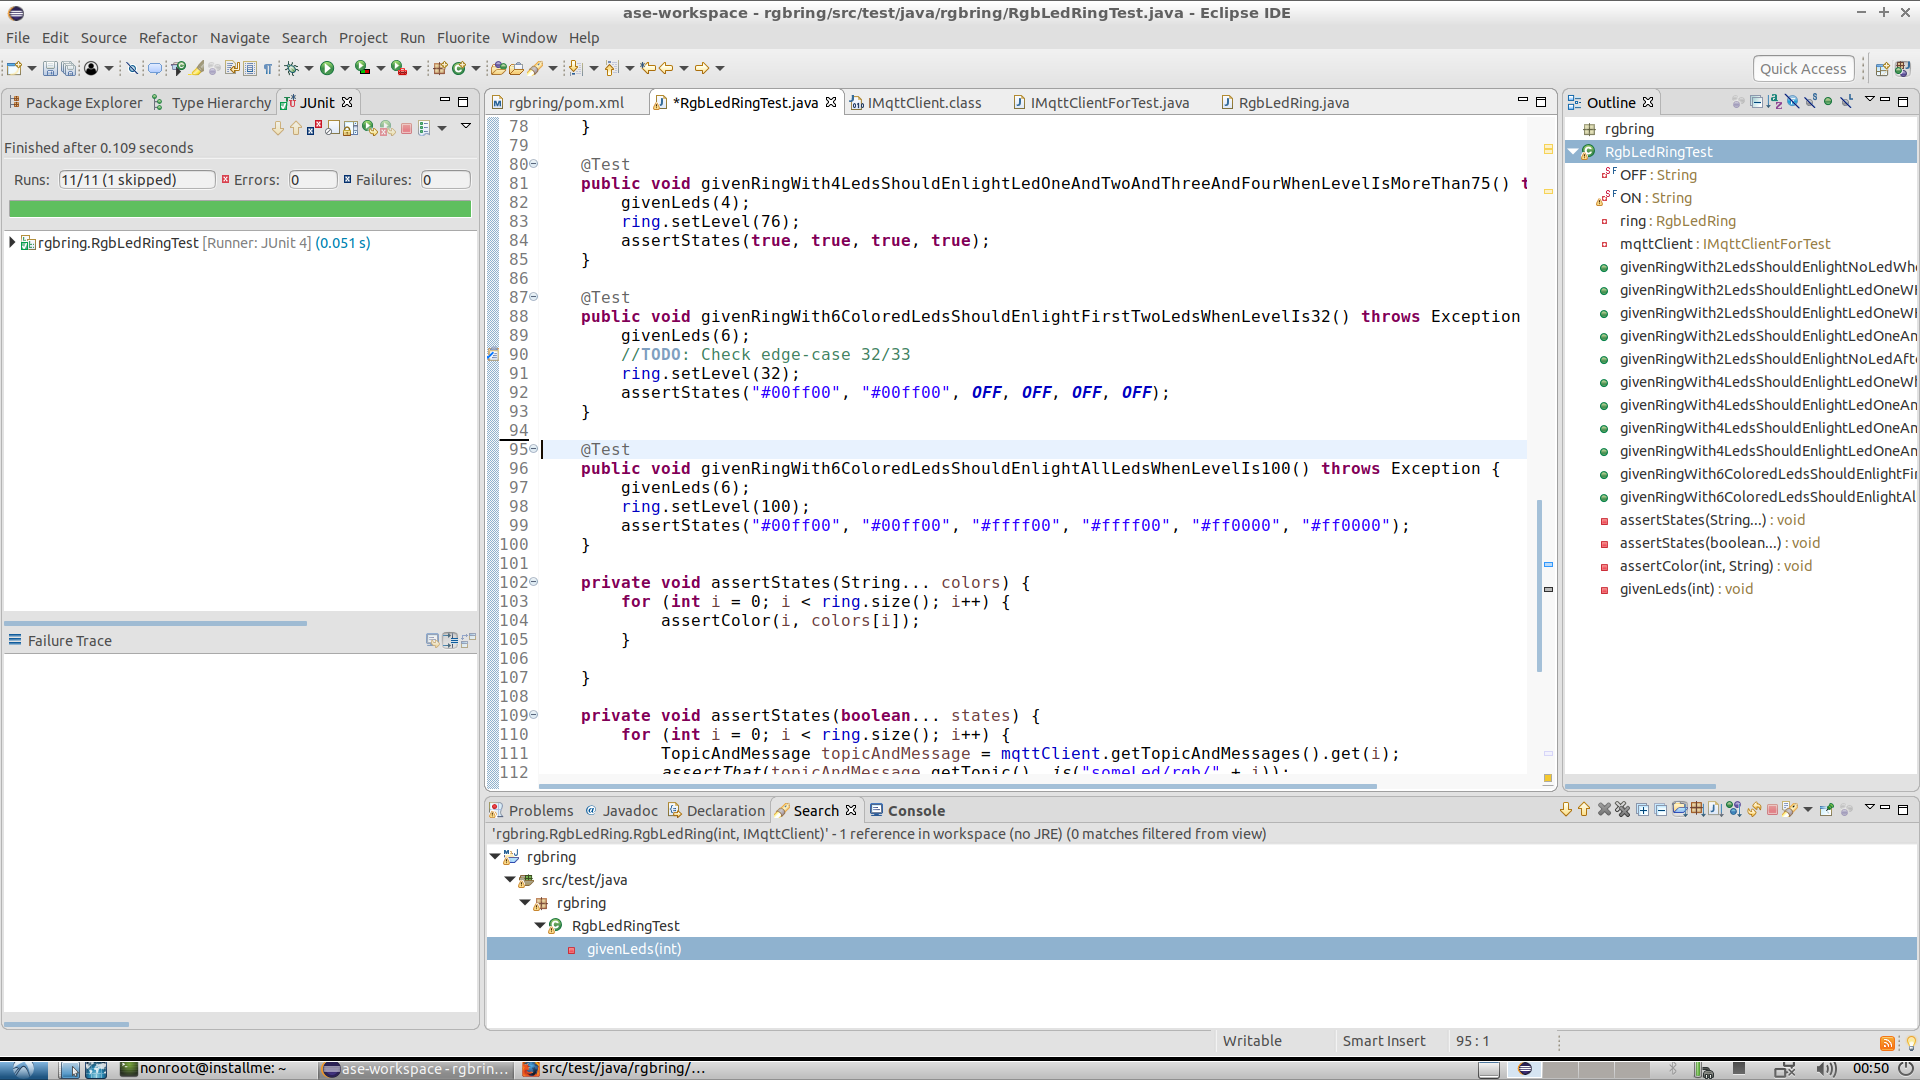 ase-workspace - rgbring/src/test/java/rgbring/RgbLedRingTest.java - Eclipse IDE
File Edit Source Refactor Navigate Search Project Run Fluorite Window Help
Quick Access
Package Explorer Type Hierarchy JUnit
Finished after 0.109 seconds
Runs: 11/11 (1 skipped) Errors: 0 Failures: 0
rgbring.RgbLedRingTest [Runner: JUnit 4] (0.051 s)
Failure Trace
rgbring/pom.xml *RgbLedRingTest.java IMqttClient.class IMqttClientForTest.java RgbLedRing.java
78 }
79
80 @Test
81 public void givenRingWith4LedsShouldEnlightLedOneAndTwoAndThreeAndFourWhenLevelIsMoreThan75() t
82 givenLeds(4);
83 ring.setLevel(76);
84 assertStates(true, true, true, true);
85 }
86
87 @Test
88 public void givenRingWith6ColoredLedsShouldEnlightFirstTwoLedsWhenLevelIs32() throws Exception
89 givenLeds(6);
90 //TODO: Check edge-case 32/33
91 ring.setLevel(32);
92 assertStates("#00ff00", "#00ff00", OFF, OFF, OFF, OFF);
93 }
94
95 @Test
96 public void givenRingWith6ColoredLedsShouldEnlightAllLedsWhenLevelIs100() throws Exception {
97 givenLeds(6);
98 ring.setLevel(100);
99 assertStates("#00ff00", "#00ff00", "#ffff00", "#ffff00", "#ff0000", "#ff0000");
100 }
101
102 private void assertStates(String... colors) {
103 for (int i = 0; i < ring.size(); i++) {
104 assertColor(i, colors[i]);
105 }
106
107 }
108
109 private void assertStates(boolean... states) {
110 for (int i = 0; i < ring.size(); i++) {
111 TopicAndMessage topicAndMessage = mqttClient.getTopicAndMessages().get(i);
112 assertThat(topicAndMessage.getTopic(), is("someLed/rgb/" + i));
Outline
rgbring
RgbLedRingTest
OFF : String
ON : String
ring : RgbLedRing
mqttClient : IMqttClientForTest
givenRingWith2LedsShouldEnlightNoLedWh
givenRingWith2LedsShouldEnlightLedOneWh
givenRingWith2LedsShouldEnlightLedOneWh
givenRingWith2LedsShouldEnlightLedOneAn
givenRingWith2LedsShouldEnlightNoLedAft
givenRingWith4LedsShouldEnlightLedOneWh
givenRingWith4LedsShouldEnlightLedOneAn
givenRingWith4LedsShouldEnlightLedOneAn
givenRingWith4LedsShouldEnlightLedOneAn
givenRingWith6ColoredLedsShouldEnlightFi
givenRingWith6ColoredLedsShouldEnlightAl
assertStates(String...) : void
assertStates(boolean...) : void
assertColor(int, String) : void
givenLeds(int) : void
Problems Javadoc Declaration Search Console
'rgbring.RgbLedRing.RgbLedRing(int, IMqttClient)' - 1 reference in workspace (no JRE) (0 matches filtered from view)
rgbring
src/test/java
rgbring
RgbLedRingTest
givenLeds(int)
Writable Smart Insert 95 : 1
nonroot@installme: ~ ase-workspace - rgbrin... src/test/java/rgbring/... 00:50